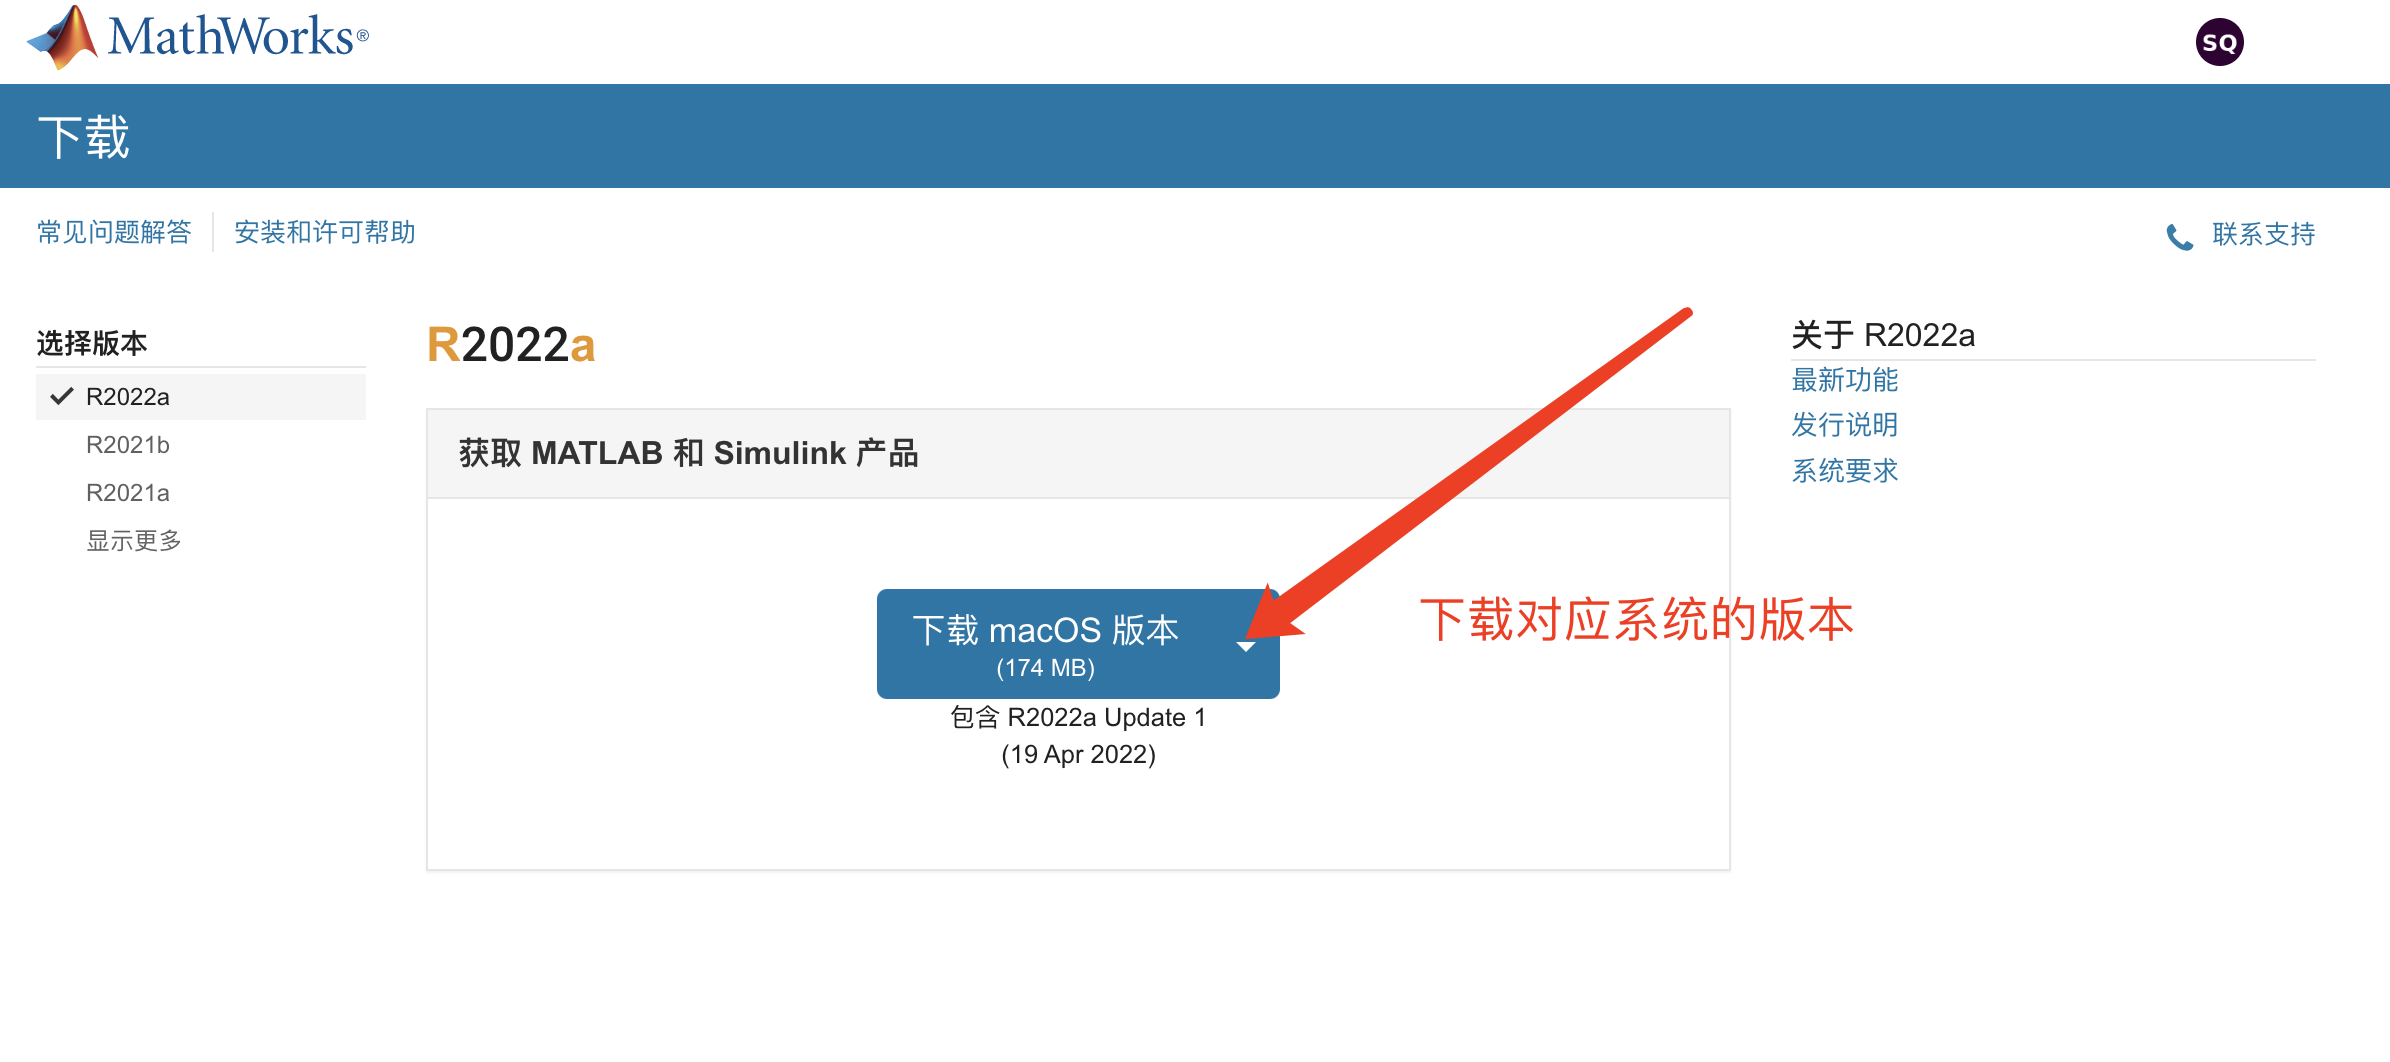 MathWorks®
SQ
下载
常见问题解答
安装和许可帮助
联系支持
选择版本
R2022a
R2021b
R2021a
显示更多
R2022a
获取 MATLAB 和 Simulink 产品
下载 macOS 版本
(174 MB)
包含 R2022a Update 1
(19 Apr 2022)
下载对应系统的版本
关于 R2022a
最新功能
发行说明
系统要求